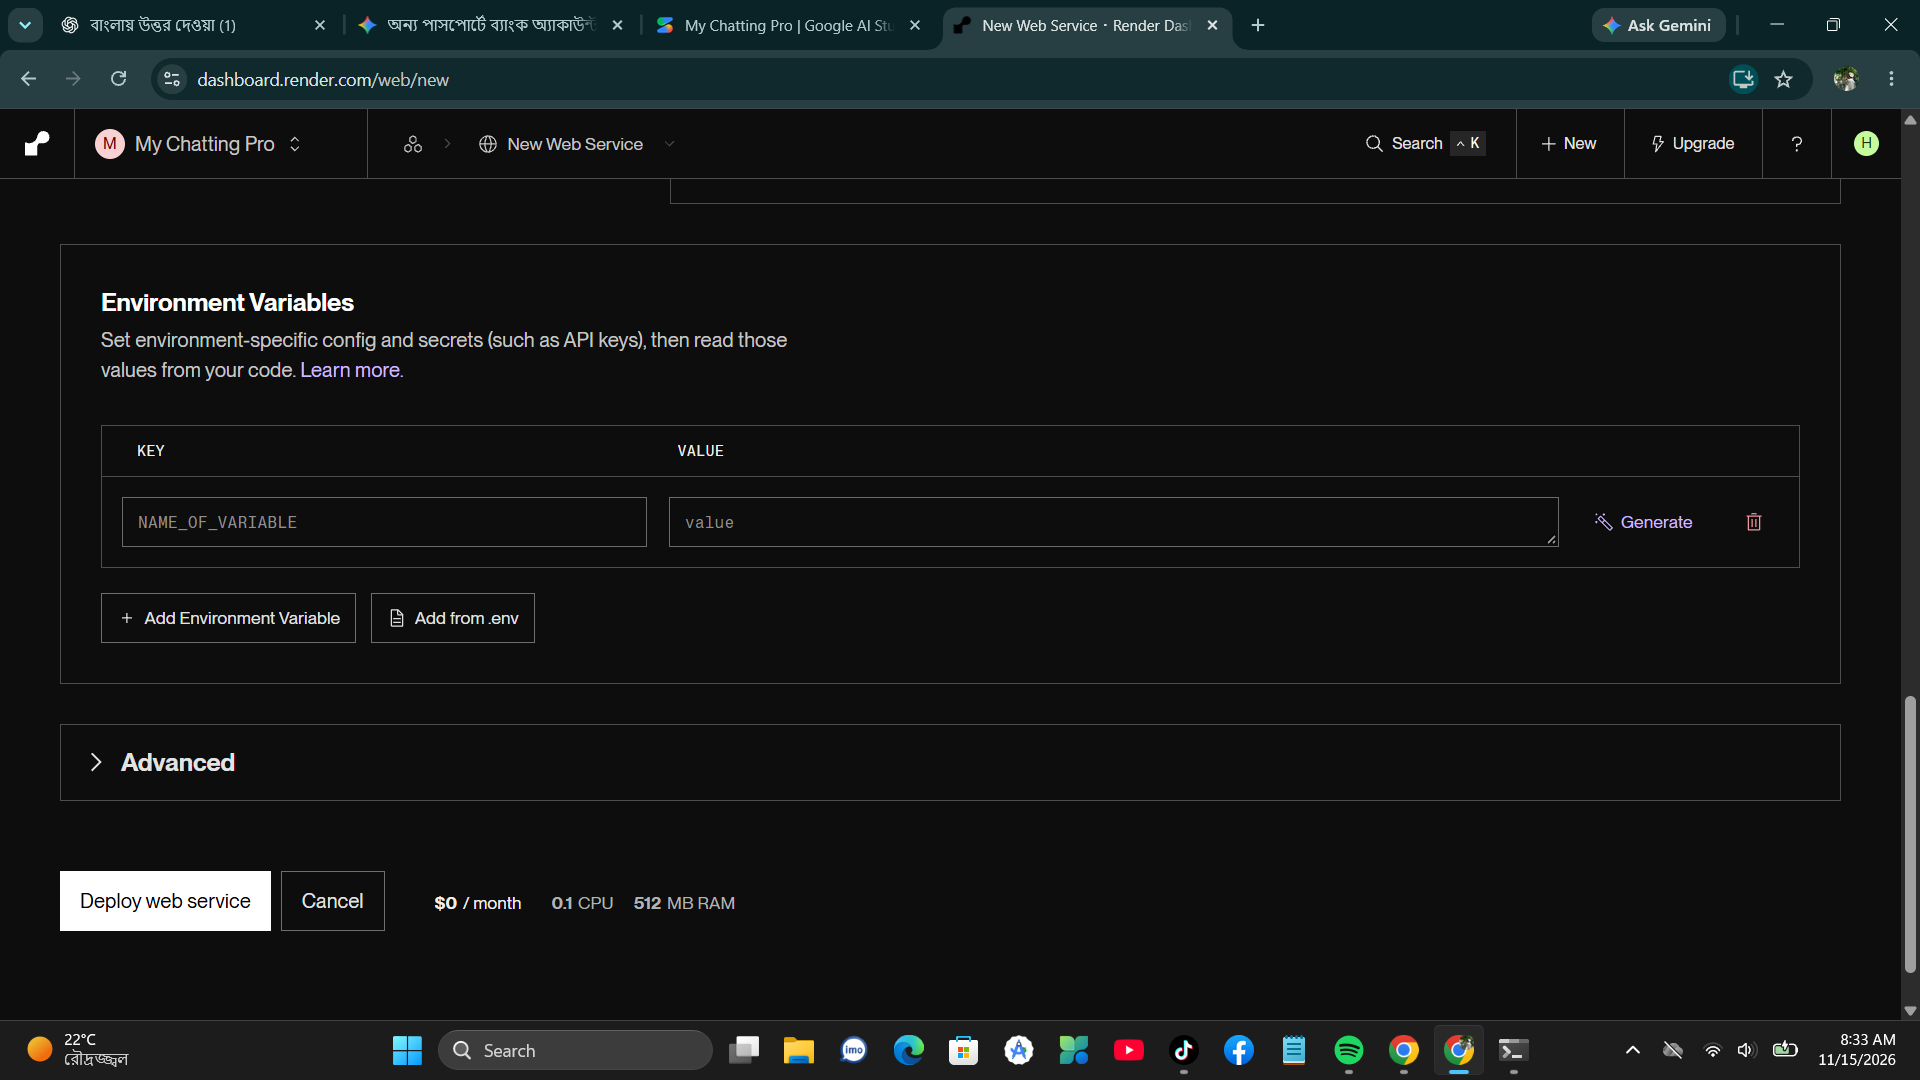 বাংলায় উত্তর দেওয়া (1)
অন্য পাসপোর্টে ব্যাংক অ্যাকাউন্ট
My Chatting Pro | Google AI Stu
New Web Service · Render Das
Ask Gemini
dashboard.render.com/web/new
M
My Chatting Pro
New Web Service
Search
K
New
Upgrade
?
H
Environment Variables
Set environment-specific config and secrets (such as API keys), then read those
values from your code. Learn more.
KEY
VALUE
NAME_OF_VARIABLE
value
Generate
+ Add Environment Variable
Add from .env
Advanced
Deploy web service
Cancel
$0 / month
0.1 CPU
512 MB RAM
22°C
রৌদ্রজ্জ্বল
Search
imo
8:33 AM
11/15/2026